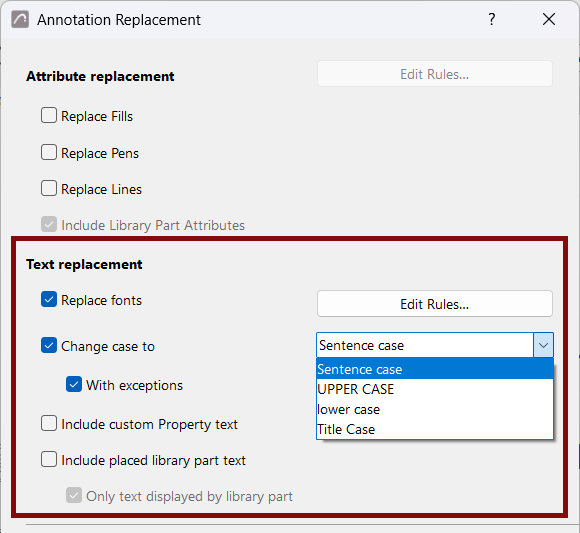 Annotation Replacement ?
Attribute replacement Edit Rules...
Replace Fills
Replace Pens
Replace Lines
Include Library Part Attributes
Text replacement
Replace fonts Edit Rules...
Change case to Sentence case
Sentence case
With exceptions UPPER CASE
lower case
Include custom Property text Title Case
Include placed library part text
Only text displayed by library part